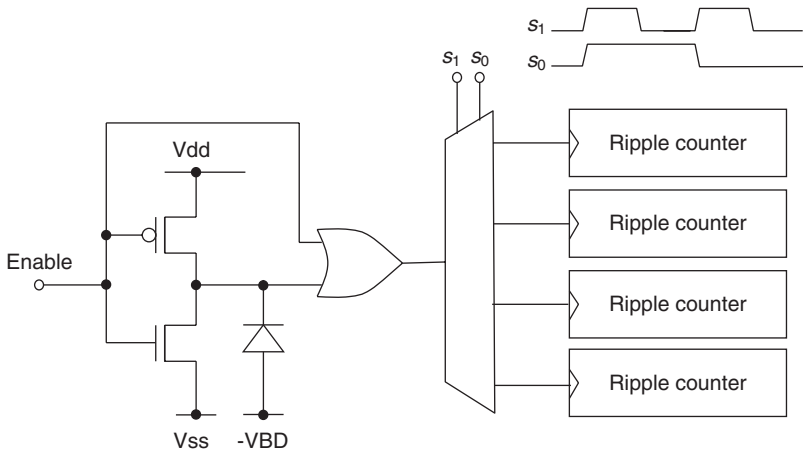 s1
s0
s1 s0
Ripple counter
Vdd
Ripple counter
Enable
Ripple counter
Ripple counter
Vss
-VBD